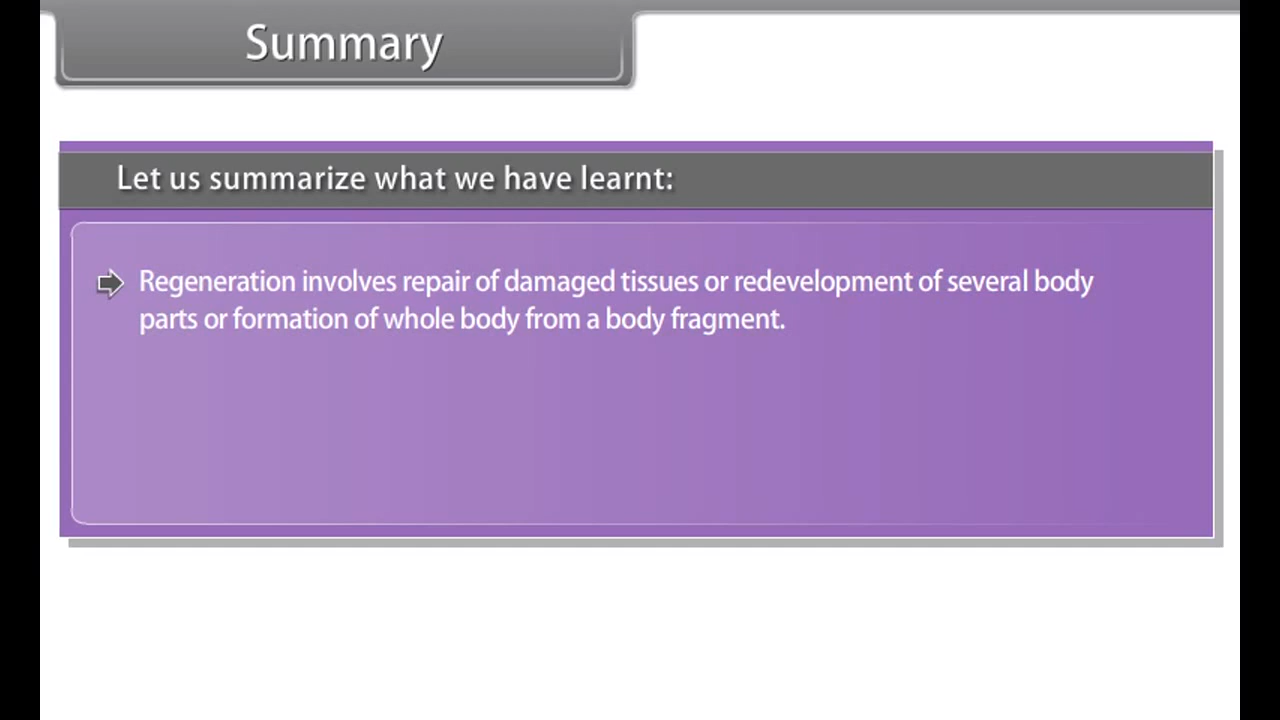 Summary
Let us summarize what we have learnt:
Regeneration involves repair of damaged tissues or redevelopment of several body
parts or formation of whole body from a body fragment.